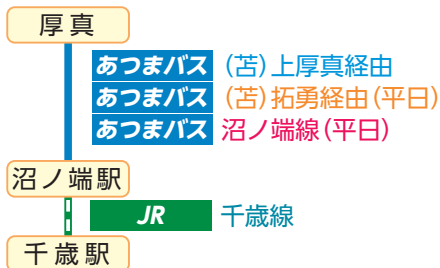 厚真
あつまバス (苫)上厚真経由
あつまバス (苫)拓勇経由(平日)
あつまバス 沼ノ端線(平日)
沼ノ端駅
JR 千歳線
千歳駅